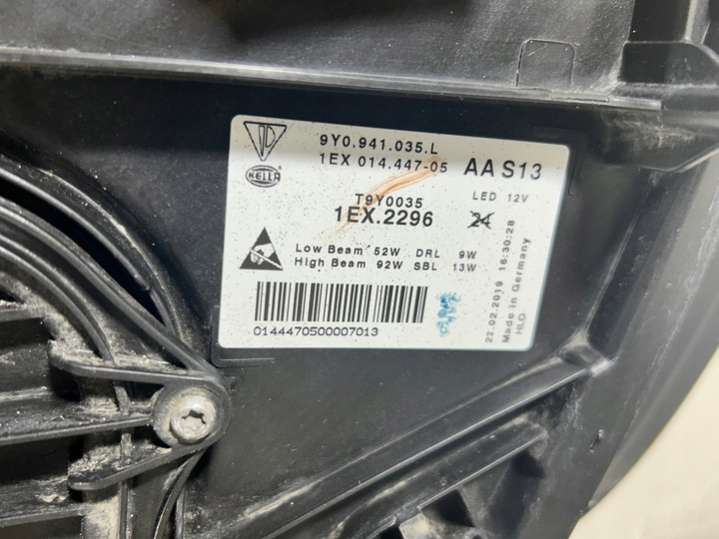 9Y0.941.035.L
1EX 014.447-05 AA S13
HELLA
T9Y0035 LED 12V
1EX.2296
Low Beam 52W DRL 9W
High Beam 92W SBL 13W
0144470500007013
22.02.2019 16:30:28
Made in Germany
HLO